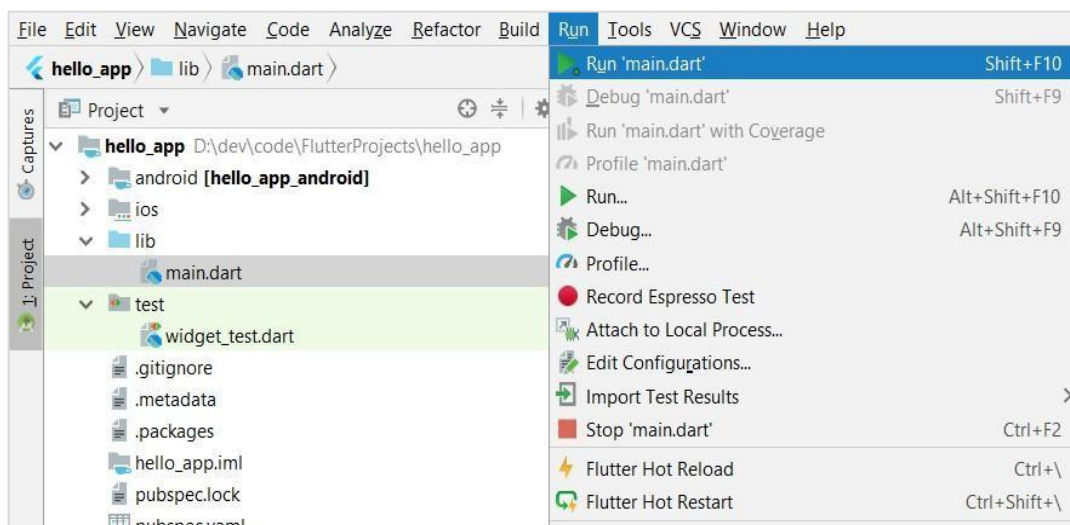 File Edit View Navigate Code Analyze Refactor Build Run Tools VCS Window Help
hello_app lib main.dart
Run 'main.dart' Shift+F10
Project
Debug 'main.dart' Shift+F9
Captures
hello_app D:\dev\code\FlutterProjects\hello_app
Run 'main.dart' with Coverage
android [hello_app_android]
Profile 'main.dart'
ios
Run... Alt+Shift+F10
lib
Debug... Alt+Shift+F9
1: Project
main.dart
Profile...
test
Record Espresso Test
widget_test.dart
Attach to Local Process...
.gitignore
Edit Configurations...
.metadata
Import Test Results
.packages
Stop 'main.dart' Ctrl+F2
hello_app.iml
Flutter Hot Reload Ctrl+\
pubspec.lock
Flutter Hot Restart Ctrl+Shift+\
pubspec.yaml